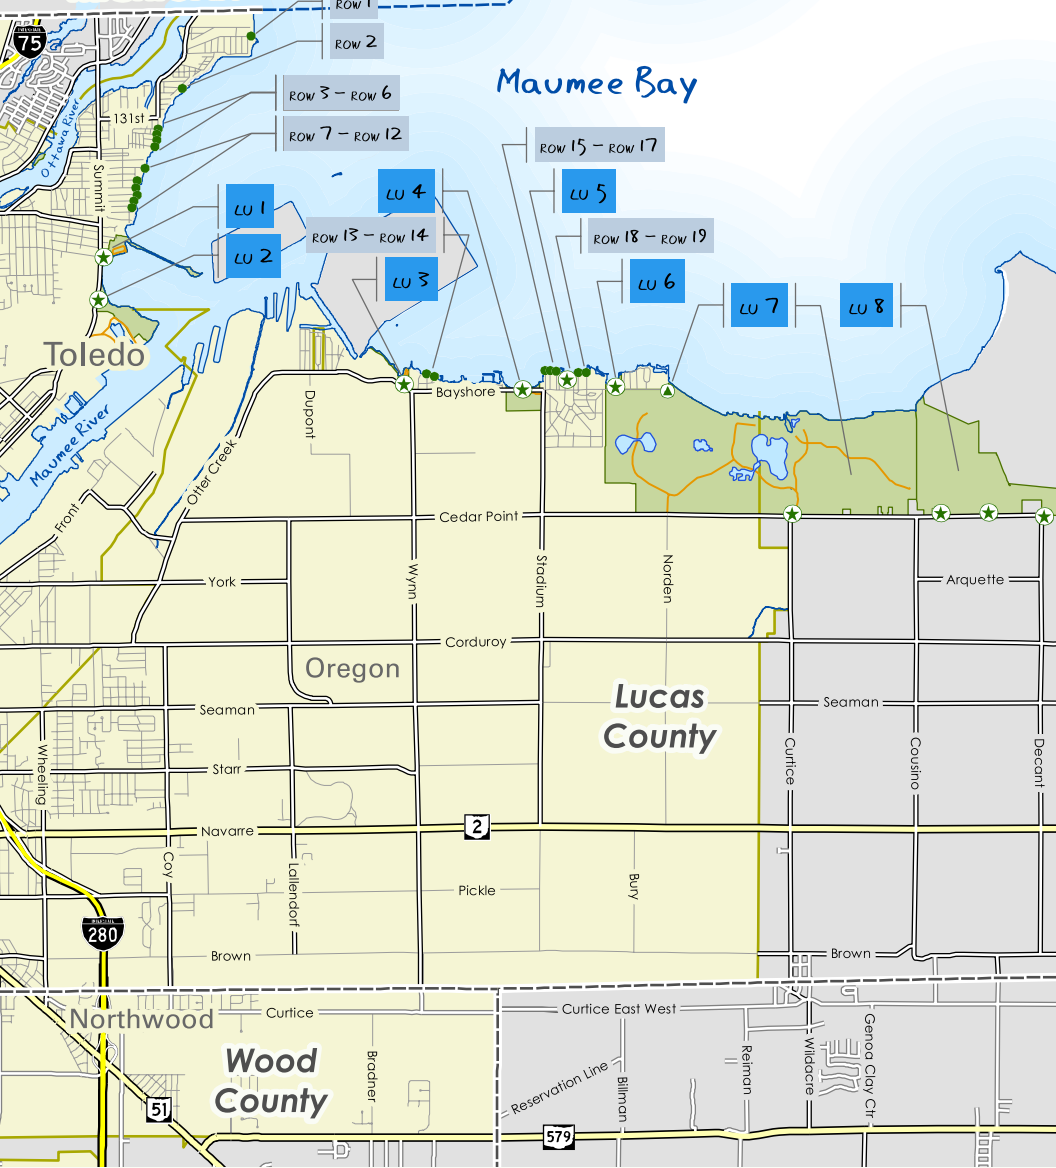 ROW 1
75
ROW 2
Maumee Bay
ROW 3 – ROW 6
131st
Ottawa River
ROW 7 – ROW 12
ROW 15 – ROW 17
Summit
LU 1
LU 4
LU 5
ROW 13 – ROW 14
ROW 18 – ROW 19
LU 2
LU 3
LU 6
LU 7
LU 8
Toledo
Bayshore
Dupont
Maumee River
Otter Creek
Front
Cedar Point
York
Wynn
Stadium
Norden
Arquette
Corduroy
Oregon
Lucas
County
Seaman
Seaman
Wheeling
Starr
Curtice
Cousino
Decant
Navarre
2
Coy
Lallendorf
Pickle
Bury
280
Brown
Brown
Northwood
Curtice
Curtice East West
Wood
County
Bradner
Reservation Line
Billman
Reiman
Wildacre
Genoa Clay Ctr
51
579